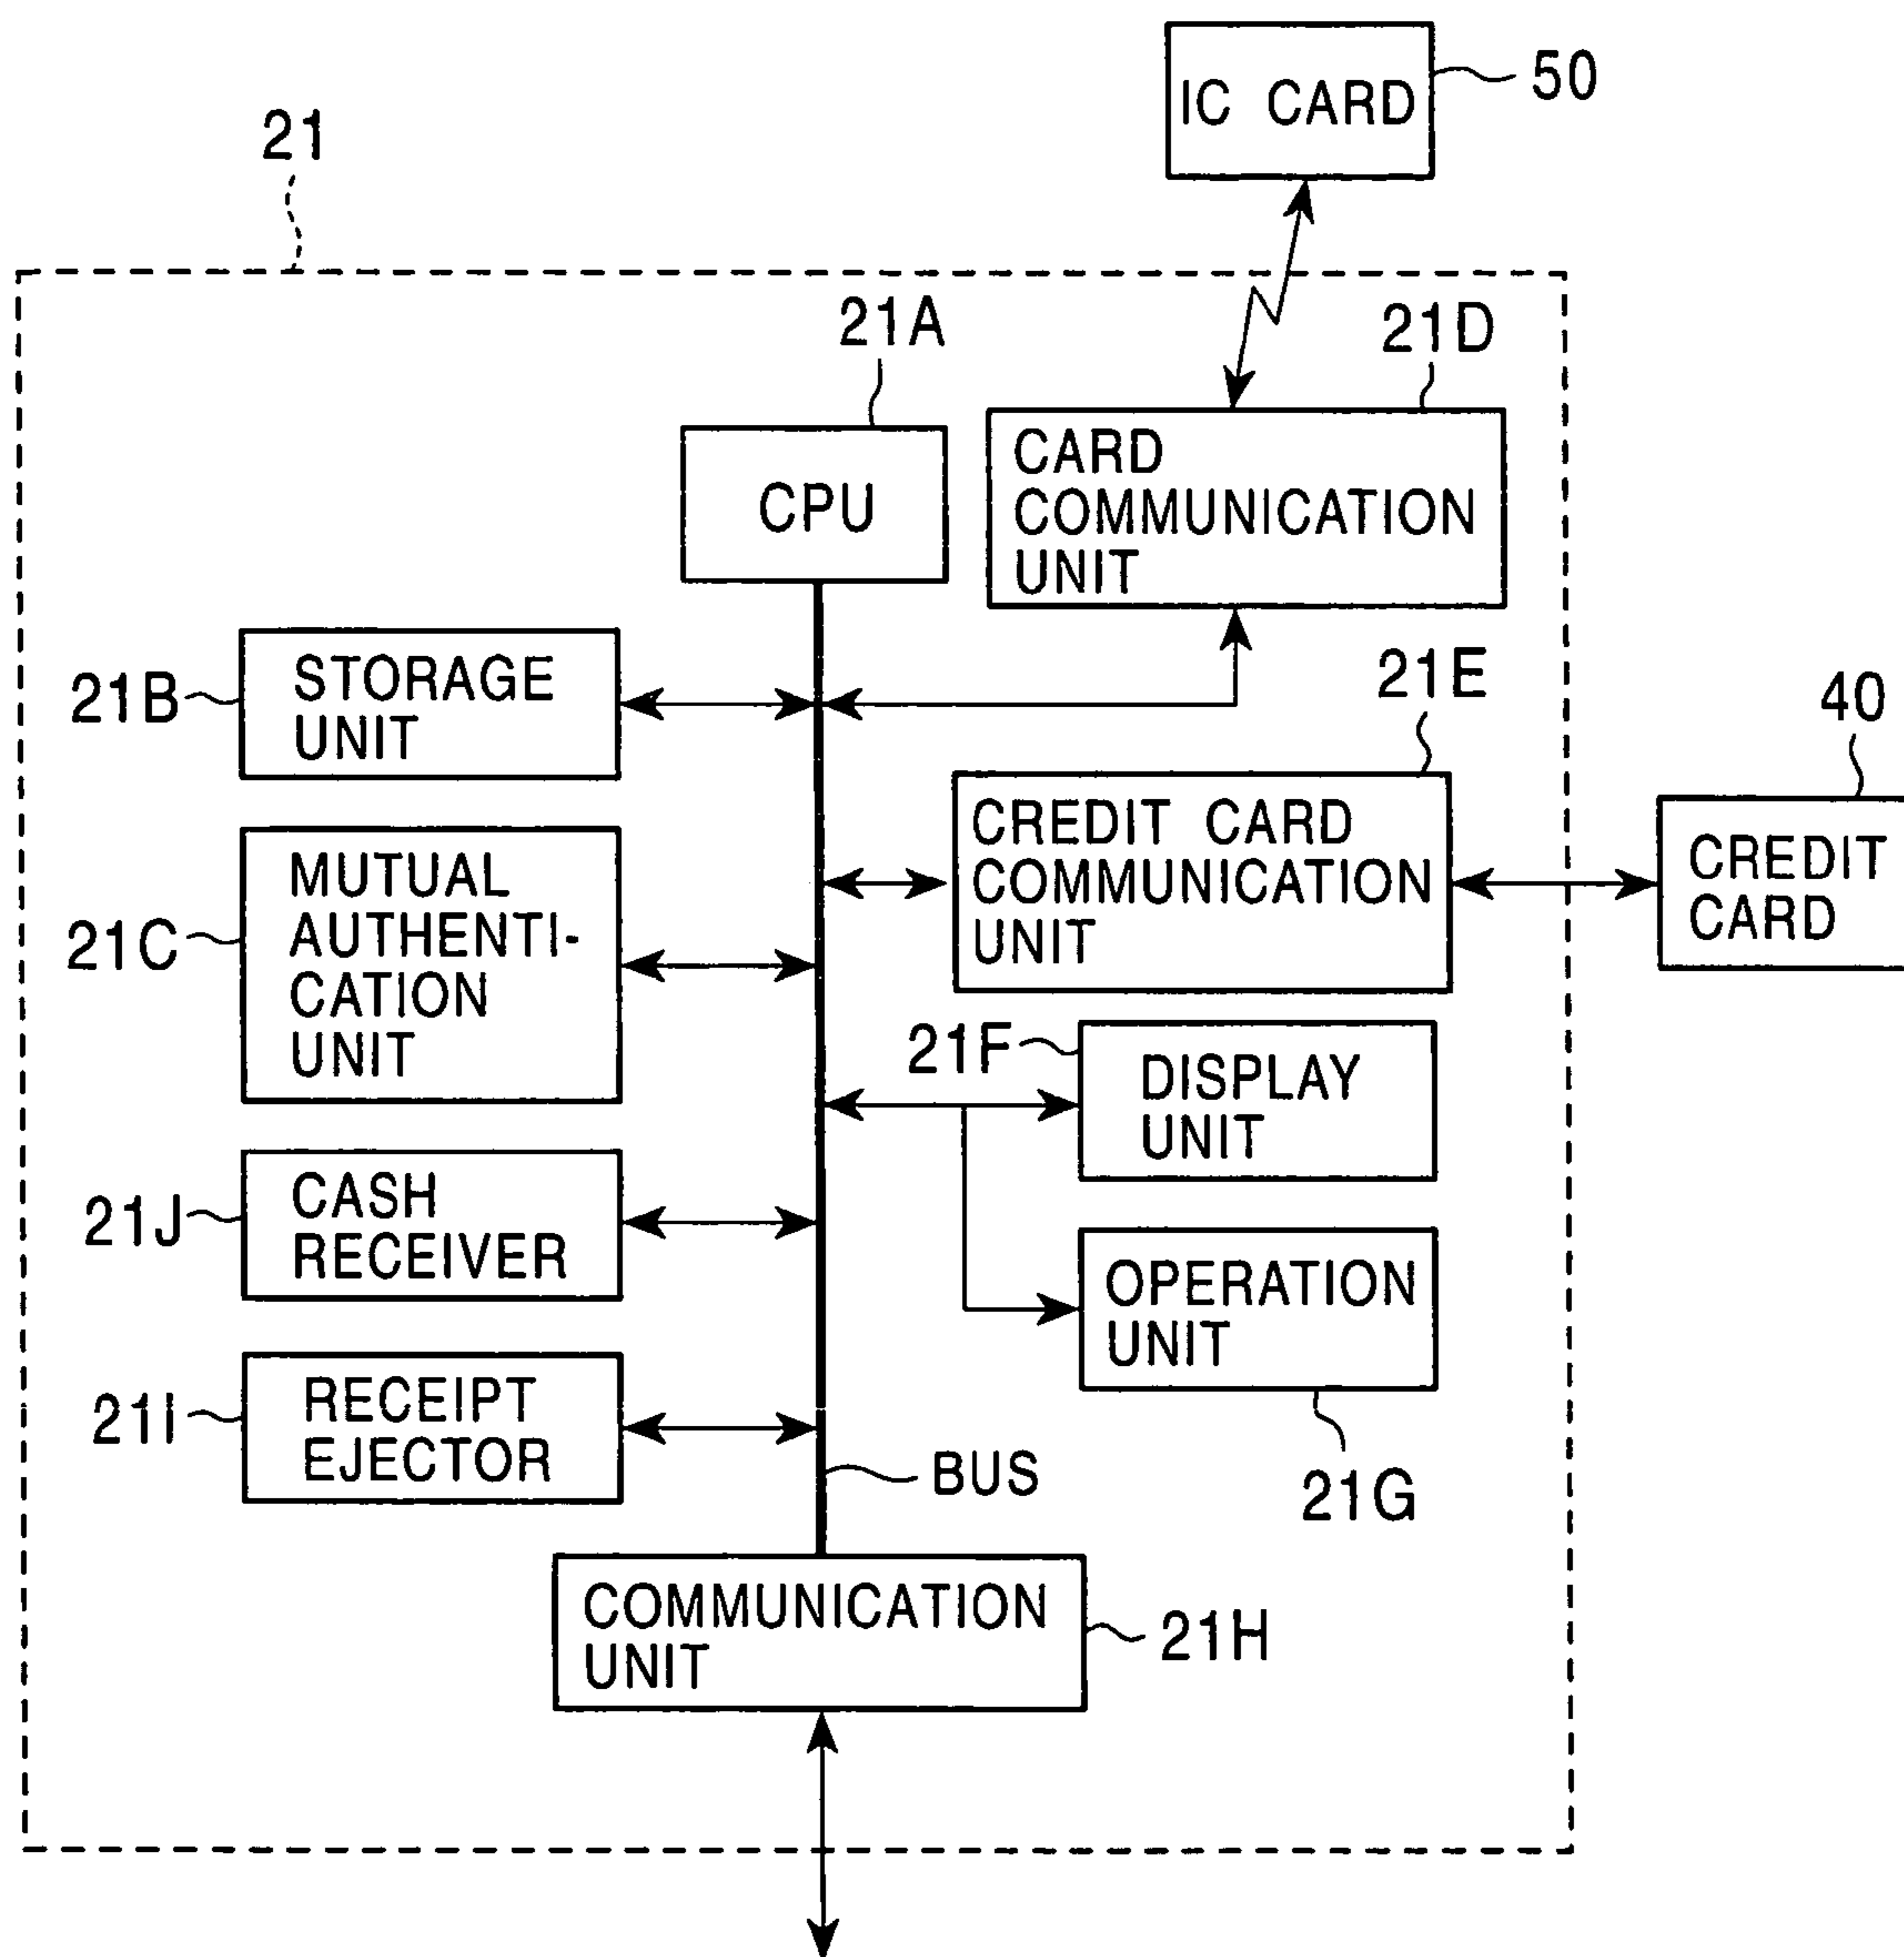 IC CARD
50
21
21A
21D
CPU
CARD
COMMUNICATION
UNIT
21B
STORAGE
UNIT
21E
40
CREDIT CARD
COMMUNICATION
UNIT
CREDIT
CARD
21C
MUTUAL
AUTHENTI-
CATION
UNIT
21F
DISPLAY
UNIT
21J
CASH
RECEIVER
OPERATION
UNIT
21G
21I
RECEIPT
EJECTOR
BUS
COMMUNICATION
UNIT
21H